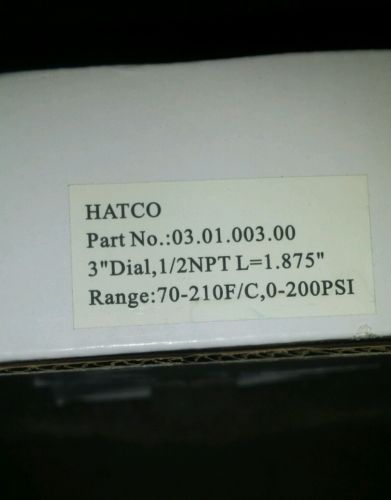 HATCO
Part No.:03.01.003.00
3"Dial,1/2NPT L=1.875"
Range:70-210F/C,0-200PSI